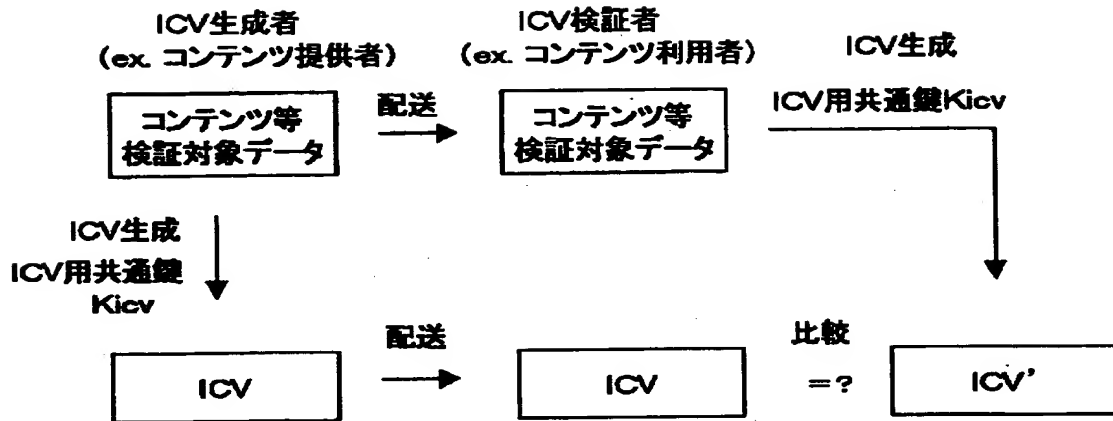 ICV生成者
(ex. コンテンツ提供者)
ICV検証者
(ex. コンテンツ利用者)
ICV生成
ICV用共通鍵Kicv
コンテンツ等
検証対象データ
配送
コンテンツ等
検証対象データ
ICV生成
ICV用共通鍵
Kicv
配送
比較
=?
ICV
ICV
ICV'